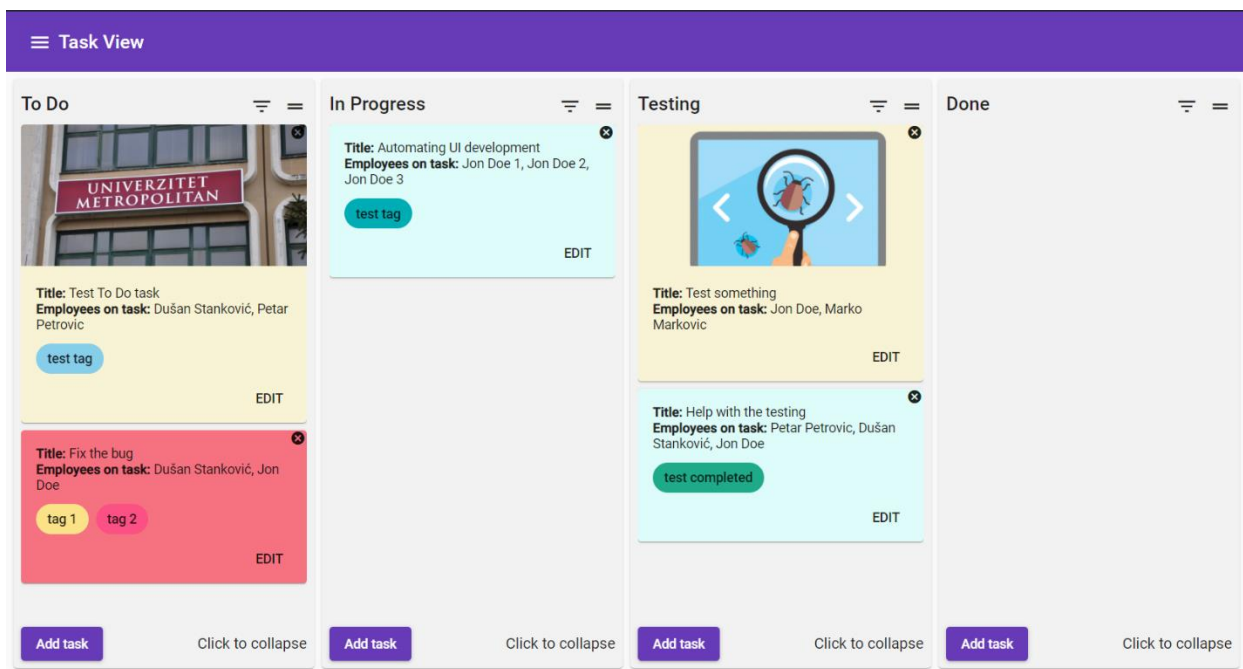 Task View
To Do
UNIVERZITET
METROPOLITAN
Title: Test To Do task
Employees on task: Dušan Stanković, Petar
Petrovic
test tag
EDIT
Title: Fix the bug
Employees on task: Dušan Stanković, Jon
Doe
tag 1
tag 2
EDIT
Add task
Click to collapse
In Progress
Title: Automating UI development
Employees on task: Jon Doe 1, Jon Doe 2,
Jon Doe 3
test tag
EDIT
Add task
Click to collapse
Testing
Title: Test something
Employees on task: Jon Doe, Marko
Markovic
EDIT
Title: Help with the testing
Employees on task: Petar Petrovic, Dušan
Stanković, Jon Doe
test completed
EDIT
Add task
Click to collapse
Done
Add task
Click to collapse